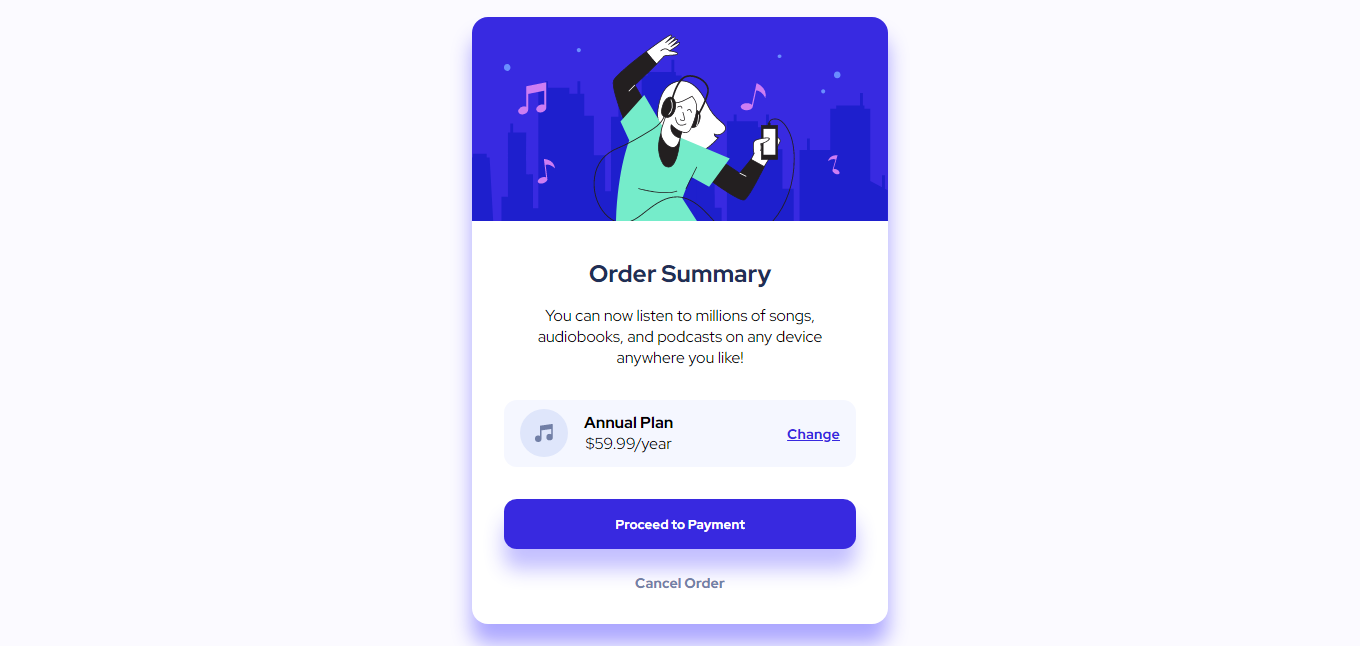 Order Summary
You can now listen to millions of songs,
audiobooks, and podcasts on any device
anywhere you like!
Annual Plan
$59.99/year
Change
Proceed to Payment
Cancel Order